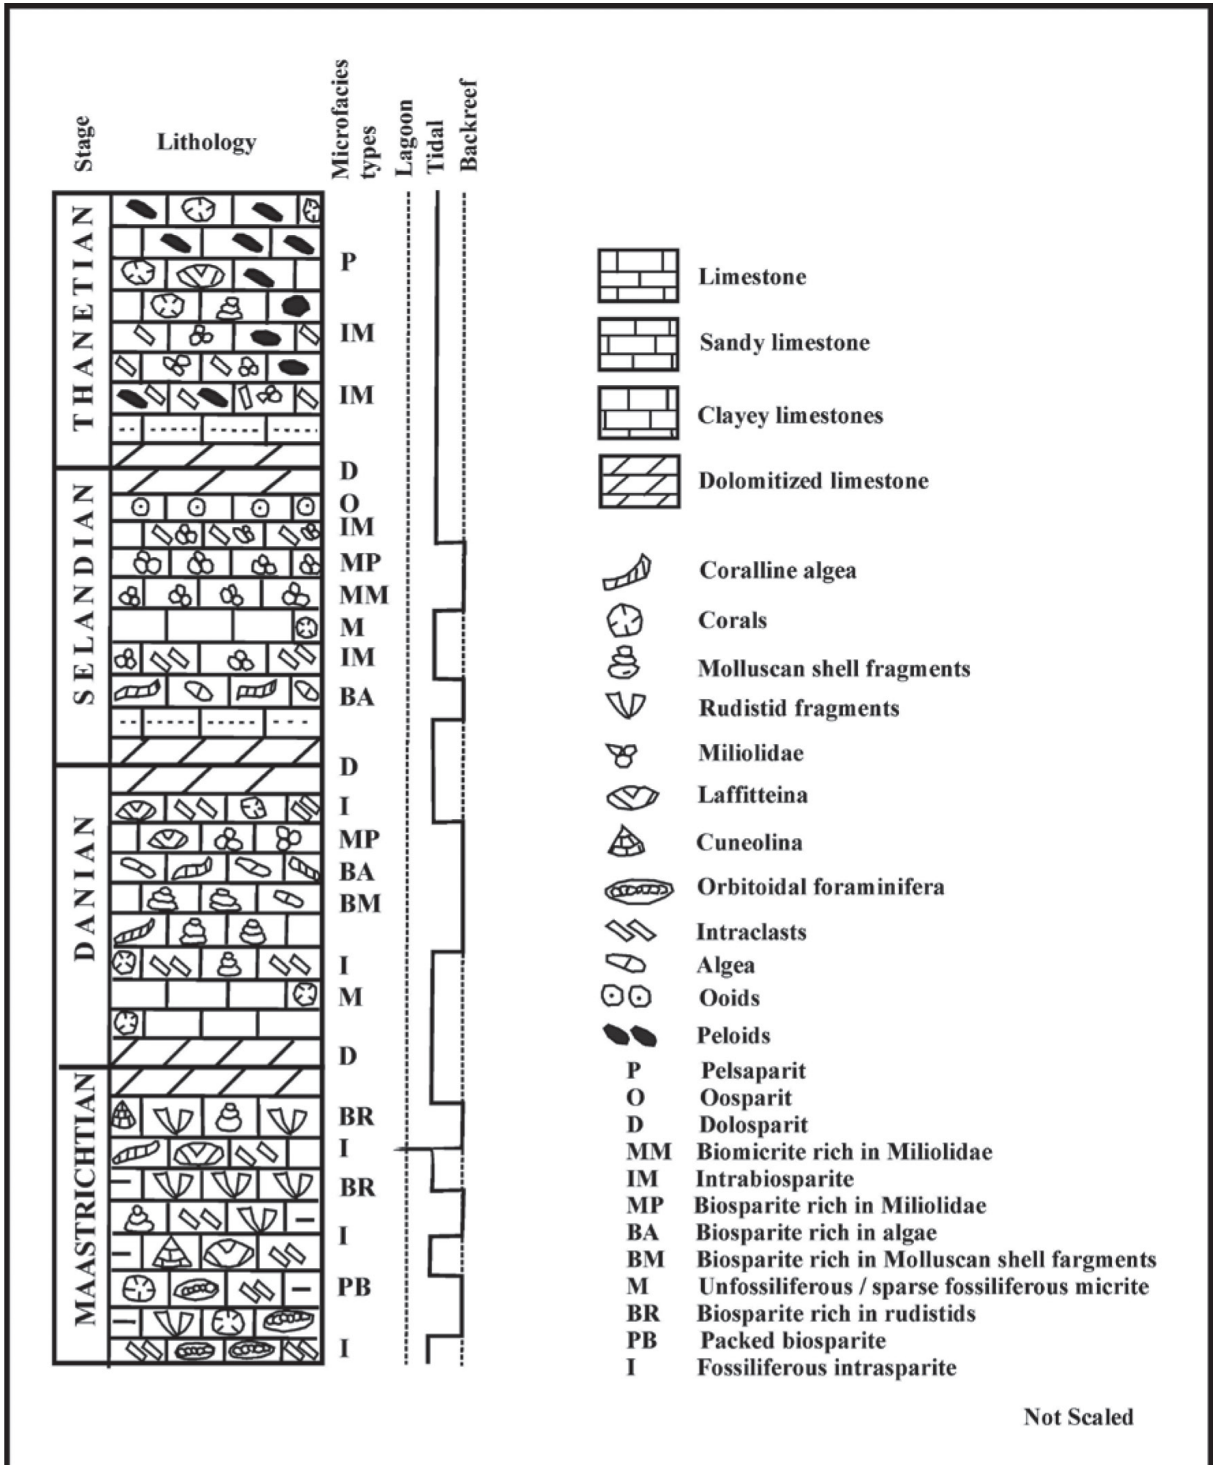 Stage
Lithology
Microfacies
types
Lagoon
Tidal
Backreef
THANETIAN
SELANDIAN
DANIAN
MAASTRICHTIAN
P
IM
IM
D
O
IM
MP
MM
M
IM
BA
D
I
MP
BA
BM
I
M
D
BR
I
BR
I
PB
I
Limestone
Sandy limestone
Clayey limestones
Dolomitized limestone
Coralline algea
Corals
Molluscan shell fragments
Rudistid fragments
Miliolidae
Laffitteina
Cuneolina
Orbitoidal foraminifera
Intraclasts
Algea
Ooids
Peloids
P Pelsaparit
O Oosparit
D Dolosparit
MM Biomicrite rich in Miliolidae
IM Intrabiosparite
MP Biosparite rich in Miliolidae
BA Biosparite rich in algae
BM Biosparite rich in Molluscan shell fargments
M Unfossiliferous / sparse fossiliferous micrite
BR Biosparite rich in rudistids
PB Packed biosparite
I Fossiliferous intrasparite
Not Scaled